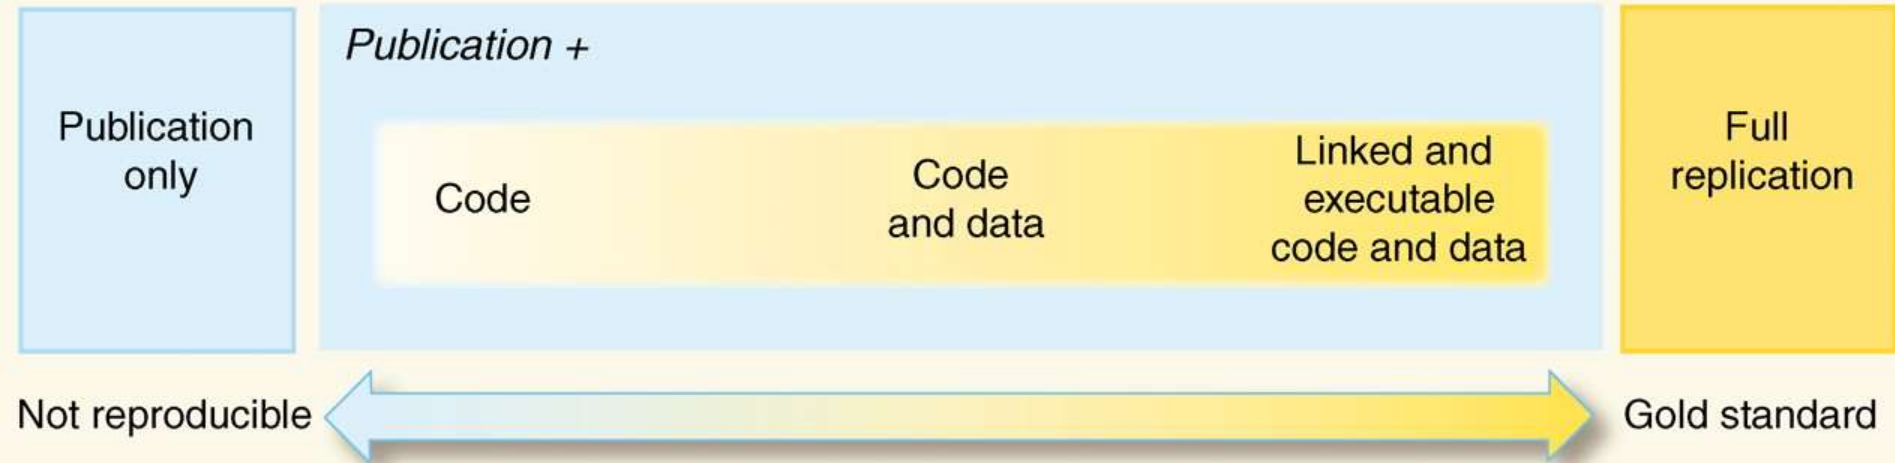 Publication
only
Publication +
Code
Code
and data
Linked and
executable
code and data
Full
replication
Not reproducible
Gold standard